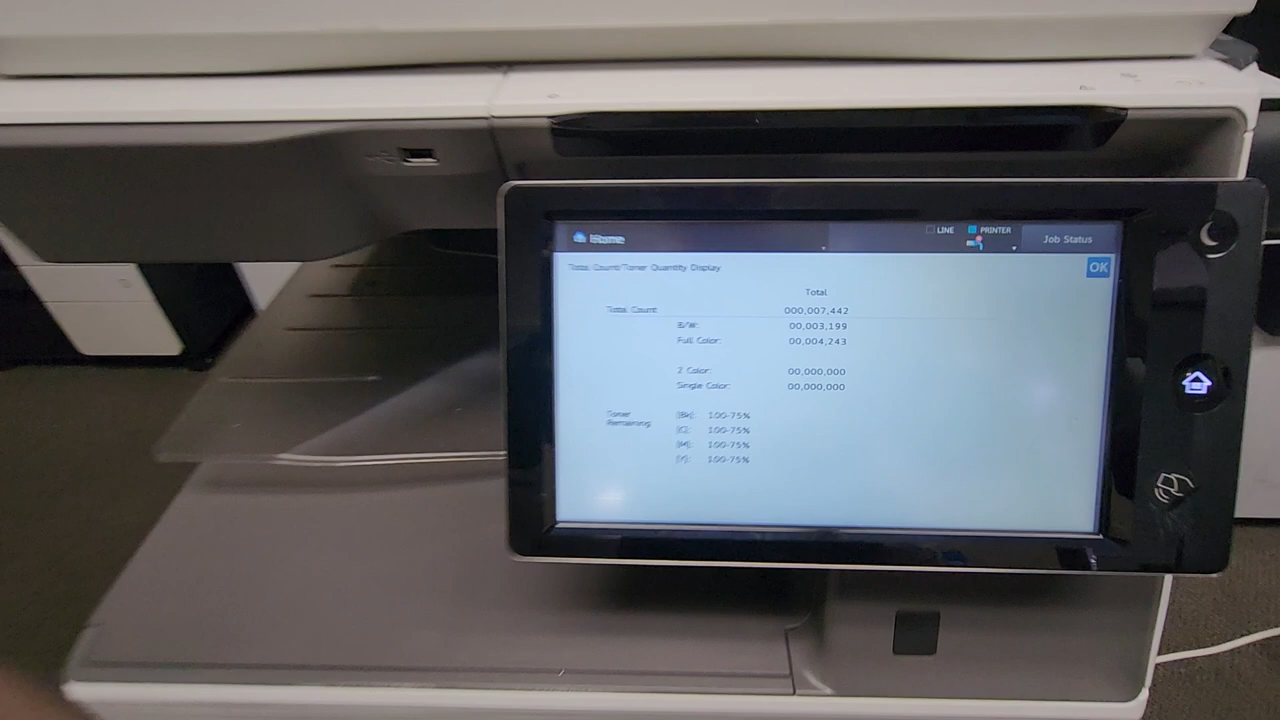 Home
LINE
PRINTER
Job Status
Total Count/Toner Quantity Display
OK
Total
Total Count 000,007,442
B/W: 00,003,199
Full Color: 00,004,243
2 Color: 00,000,000
Single Color: 00,000,000
Toner Remaining
[Bk]: 100-75%
[C]: 100-75%
[M]: 100-75%
[Y]: 100-75%